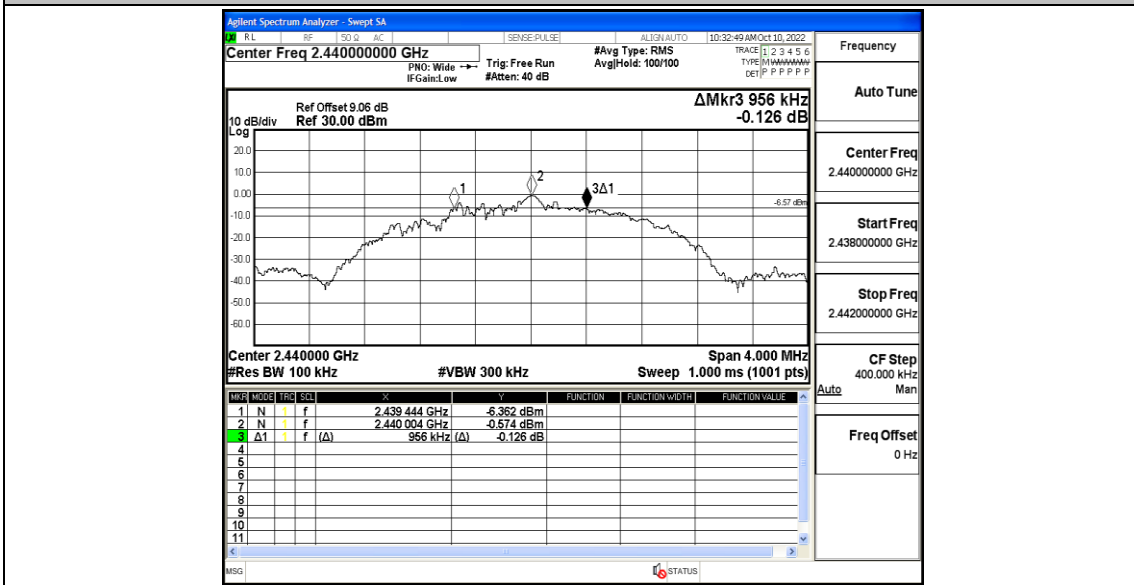 Agilent Spectrum Analyzer - Swept SA
LXI RL RF 50 Ω AC SENSE:PULSE ALIGN AUTO 10:32:49 AM Oct 10, 2022
Center Freq 2.440000000 GHz
PNO: Wide
IFGain:Low
Trig: Free Run
#Atten: 40 dB
#Avg Type: RMS
Avg|Hold: 100/100
TRACE 1 2 3 4 5 6
TYPE M
DET P P P P P P
ΔMkr3 956 kHz
-0.126 dB
Ref Offset 9.06 dB
10 dB/div Ref 30.00 dBm
Log
20.0
10.0
0.00
-10.0
-20.0
-30.0
-40.0
-50.0
-60.0
1
2
3Δ1
-6.57 dBm
Center 2.440000 GHz Span 4.000 MHz
#Res BW 100 kHz #VBW 300 kHz Sweep 1.000 ms (1001 pts)
MKR MODE TRC SCL X Y FUNCTION FUNCTION WIDTH FUNCTION VALUE
1 N 1 f 2.439 444 GHz -6.362 dBm
2 N 1 f 2.440 004 GHz -0.574 dBm
3 Δ1 1 f (Δ) 956 kHz (Δ) -0.126 dB
4
5
6
7
8
9
10
11
MSG STATUS
Frequency
Auto Tune
Center Freq
2.440000000 GHz
Start Freq
2.438000000 GHz
Stop Freq
2.442000000 GHz
CF Step
400.000 kHz
Auto Man
Freq Offset
0 Hz